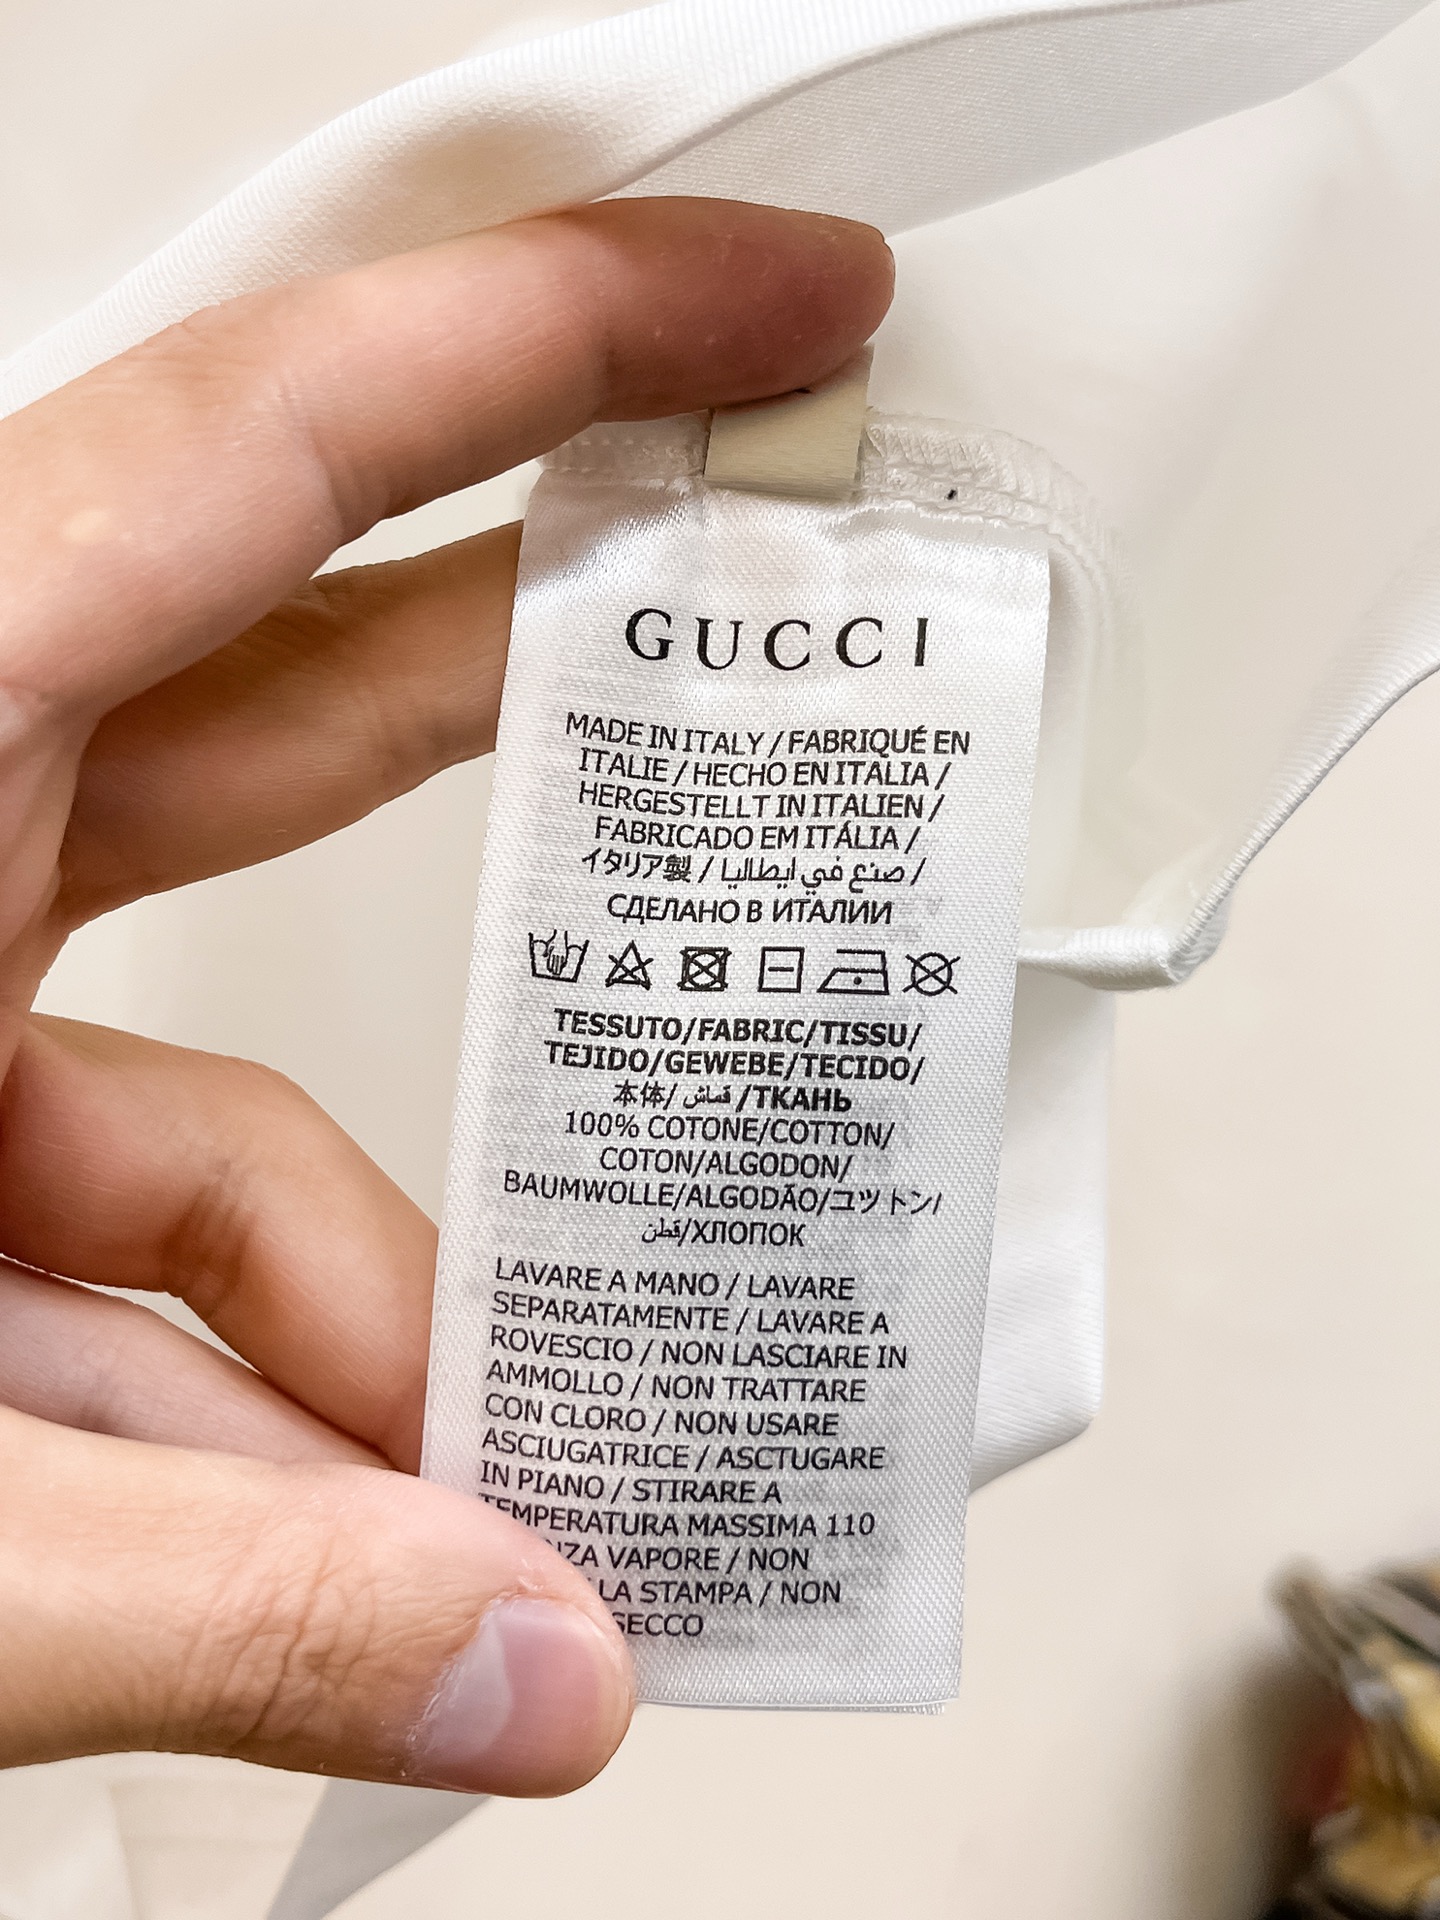 GUCCI
MADE IN ITALY / FABRIQUÉ EN
ITALIE / HECHO EN ITALIA /
HERGESTELLT IN ITALIEN /
FABRICADO EM ITÁLIA /
イタリア製 / صنع في ايطاليا /
СДЕЛАНО В ИТАЛИИ
TESSUTO/FABRIC/TISSU/
TEJIDO/GEWEBE/TECIDO/
本体/ قماش /ТКАНЬ
100% COTONE/COTTON/
COTON/ALGODON/
BAUMWOLLE/ALGODÃO/コットン/
قطن/ХЛОПОК
LAVARE A MANO / LAVARE
SEPARATAMENTE / LAVARE A
ROVESCIO / NON LASCIARE IN
AMMOLLO / NON TRATTARE
CON CLORO / NON USARE
ASCIUGATRICE / ASCTUGARE
IN PIANO / STIRARE A
TEMPERATURA MASSIMA 110
VAPORE / NON
LA STAMPA / NON
SECCO